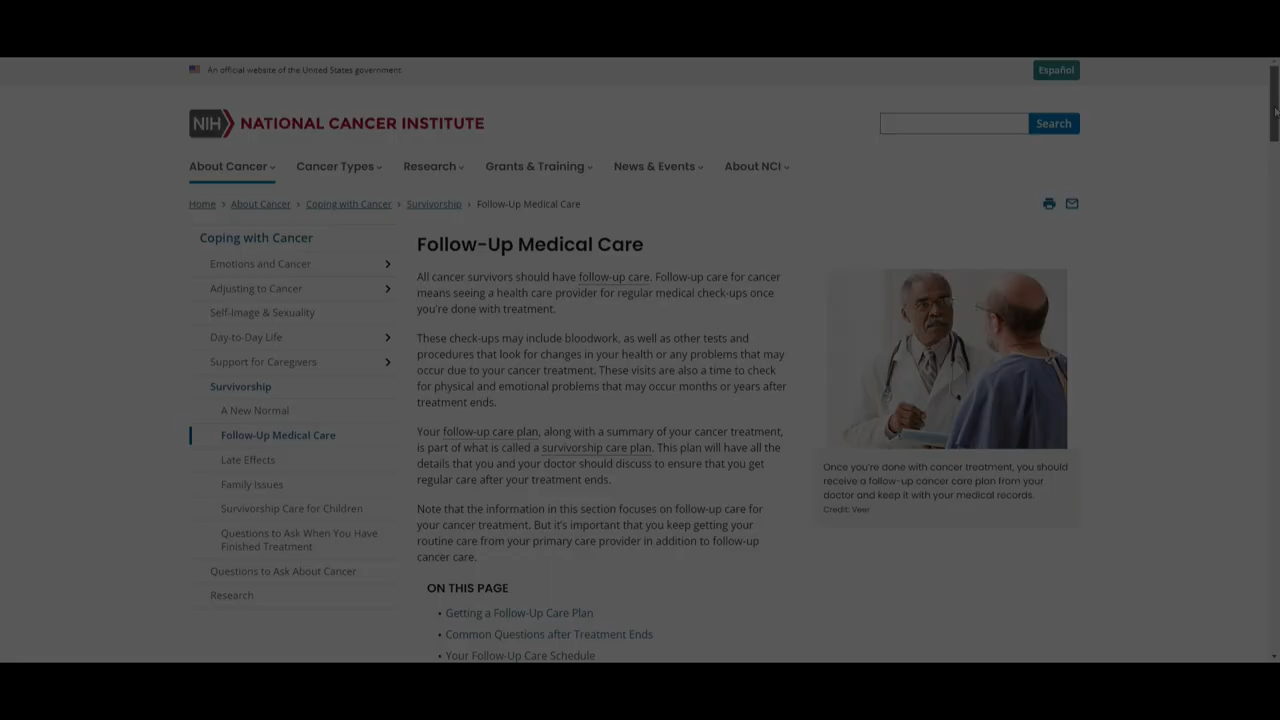 An official website of the United States government
Español
NIH NATIONAL CANCER INSTITUTE
Search
About Cancer
Cancer Types
Research
Grants & Training
News & Events
About NCI
Home > About Cancer > Coping with Cancer > Survivorship > Follow-Up Medical Care
Coping with Cancer
Emotions and Cancer
Adjusting to Cancer
Self-Image & Sexuality
Day-to-Day Life
Support for Caregivers
Survivorship
A New Normal
Follow-Up Medical Care
Late Effects
Family Issues
Survivorship Care for Children
Questions to Ask When You Have
Finished Treatment
Questions to Ask About Cancer
Research
Follow-Up Medical Care
All cancer survivors should have follow-up care. Follow-up care for cancer
means seeing a health care provider for regular medical check-ups once
you're done with treatment.
These check-ups may include bloodwork, as well as other tests and
procedures that look for changes in your health or any problems that may
occur due to your cancer treatment. These visits are also a time to check
for physical and emotional problems that may occur months or years after
treatment ends.
Your follow-up care plan, along with a summary of your cancer treatment,
is part of what is called a survivorship care plan. This plan will have all the
details that you and your doctor should discuss to ensure that you get
regular care after your treatment ends.
Note that the information in this section focuses on follow-up care for
your cancer treatment. But it's important that you keep getting your
routine care from your primary care provider in addition to follow-up
cancer care.
ON THIS PAGE
• Getting a Follow-Up Care Plan
• Common Questions after Treatment Ends
• Your Follow-Up Care Schedule
Once you're done with cancer treatment, you should
receive a follow-up cancer care plan from your
doctor and keep it with your medical records.
Credit: Veer